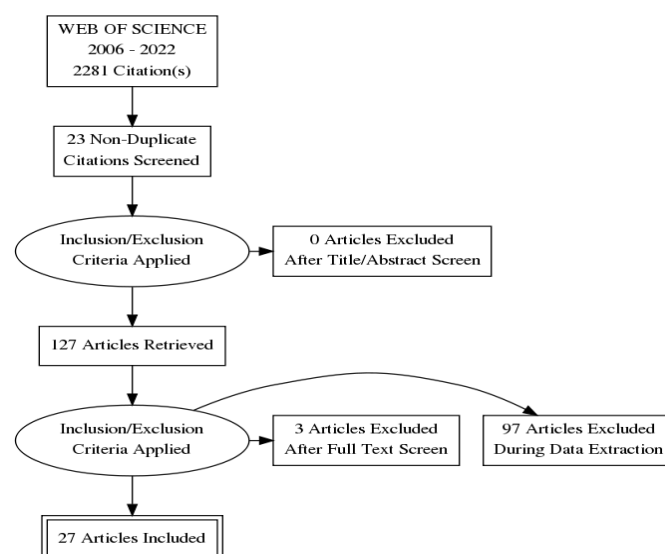 WEB OF SCIENCE
2006 - 2022
2281 Citation(s)
23 Non-Duplicate
Citations Screened
Inclusion/Exclusion
Criteria Applied
0 Articles Excluded
After Title/Abstract Screen
127 Articles Retrieved
Inclusion/Exclusion
Criteria Applied
3 Articles Excluded
After Full Text Screen
97 Articles Excluded
During Data Extraction
27 Articles Included